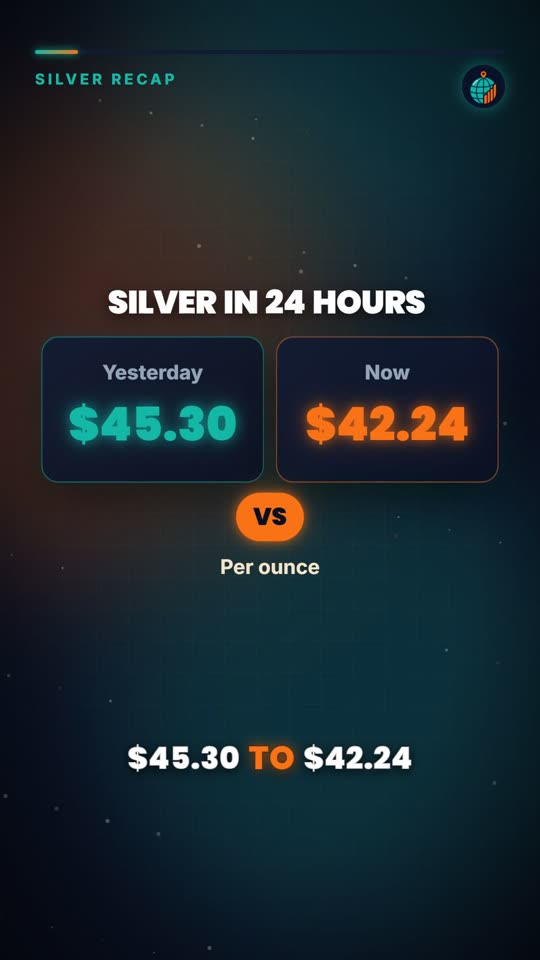 SILVER RECAP
SILVER IN 24 HOURS
Yesterday
$45.30
Now
$42.24
VS
Per ounce
$45.30 TO $42.24